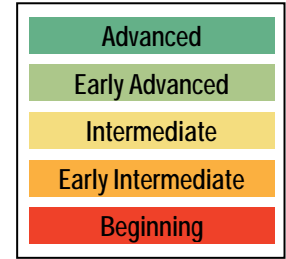 Advanced
Early Advanced
Intermediate
Early Intermediate
Beginning